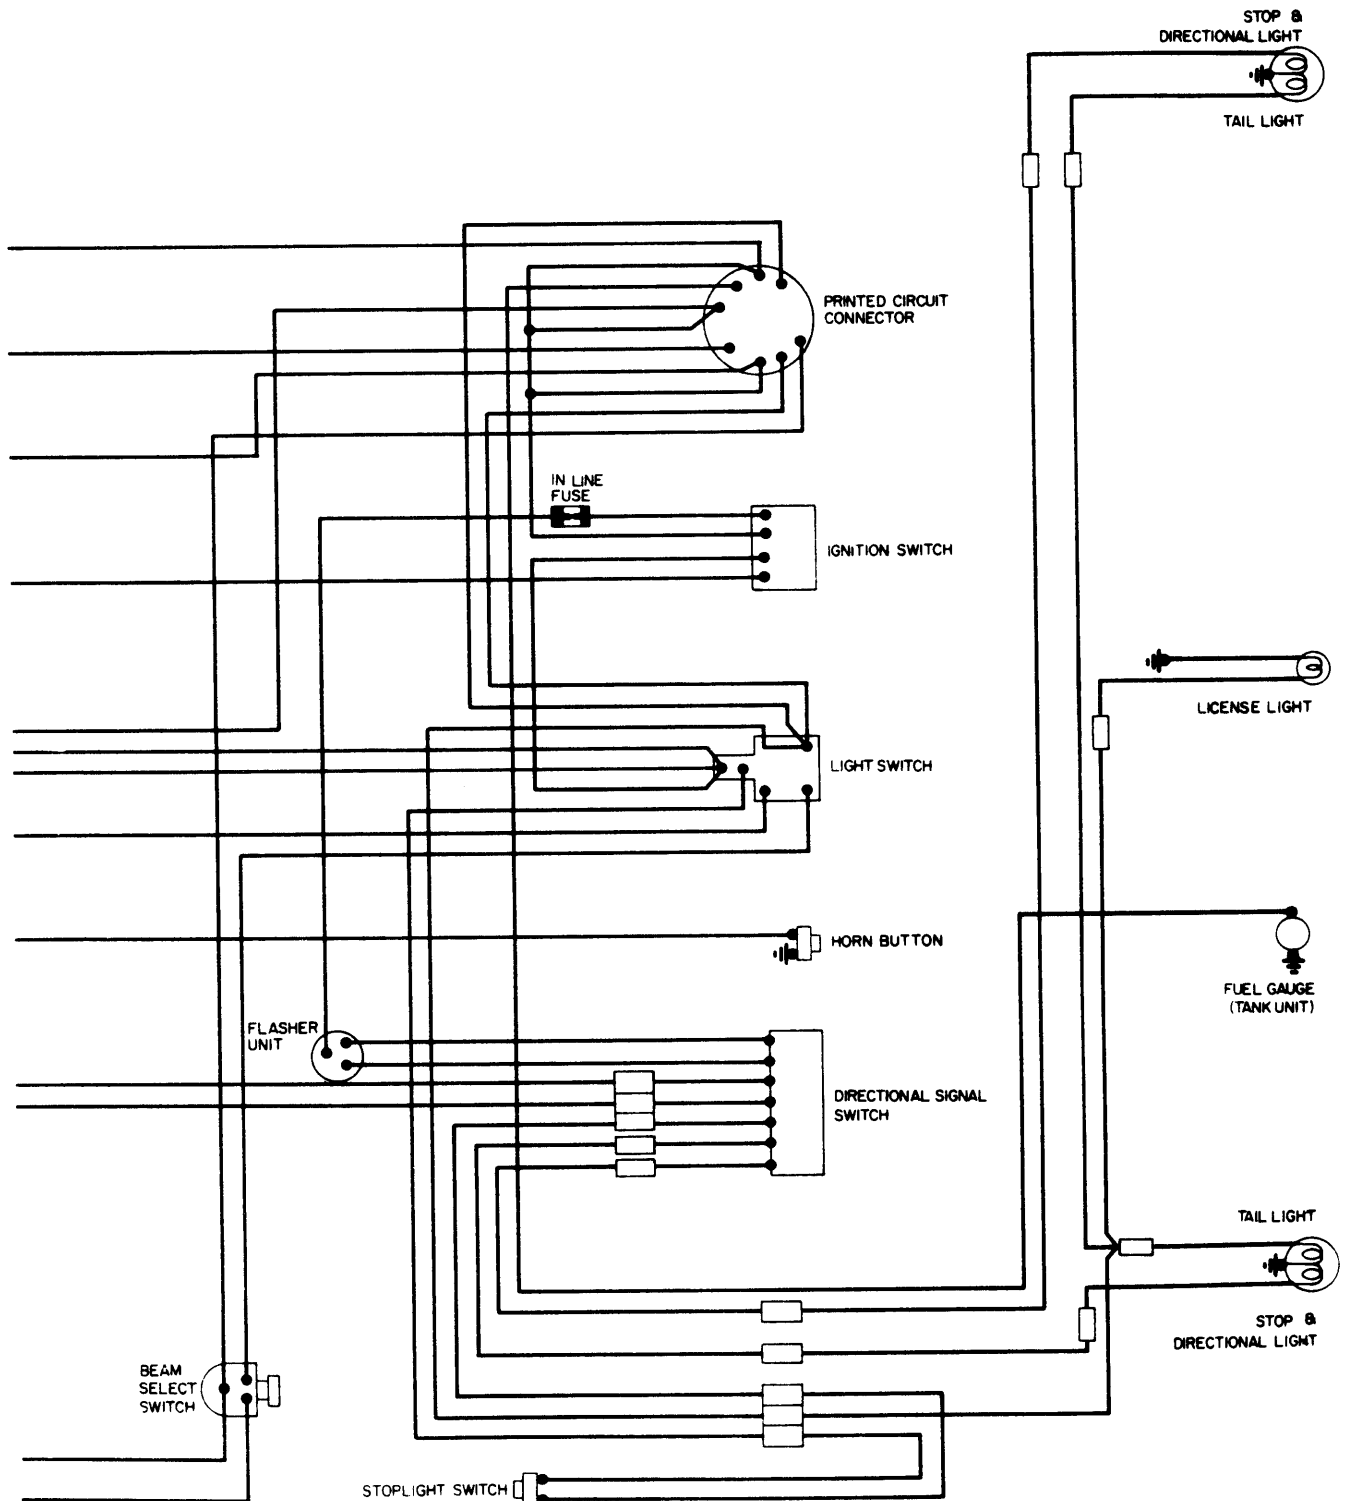 STOP &
DIRECTIONAL LIGHT
TAIL LIGHT
PRINTED CIRCUIT
CONNECTOR
IN LINE
FUSE
IGNITION SWITCH
LICENSE LIGHT
LIGHT SWITCH
HORN BUTTON
FUEL GAUGE
(TANK UNIT)
FLASHER
UNIT
DIRECTIONAL SIGNAL
SWITCH
TAIL LIGHT
STOP &
DIRECTIONAL LIGHT
BEAM
SELECT
SWITCH
STOPLIGHT SWITCH